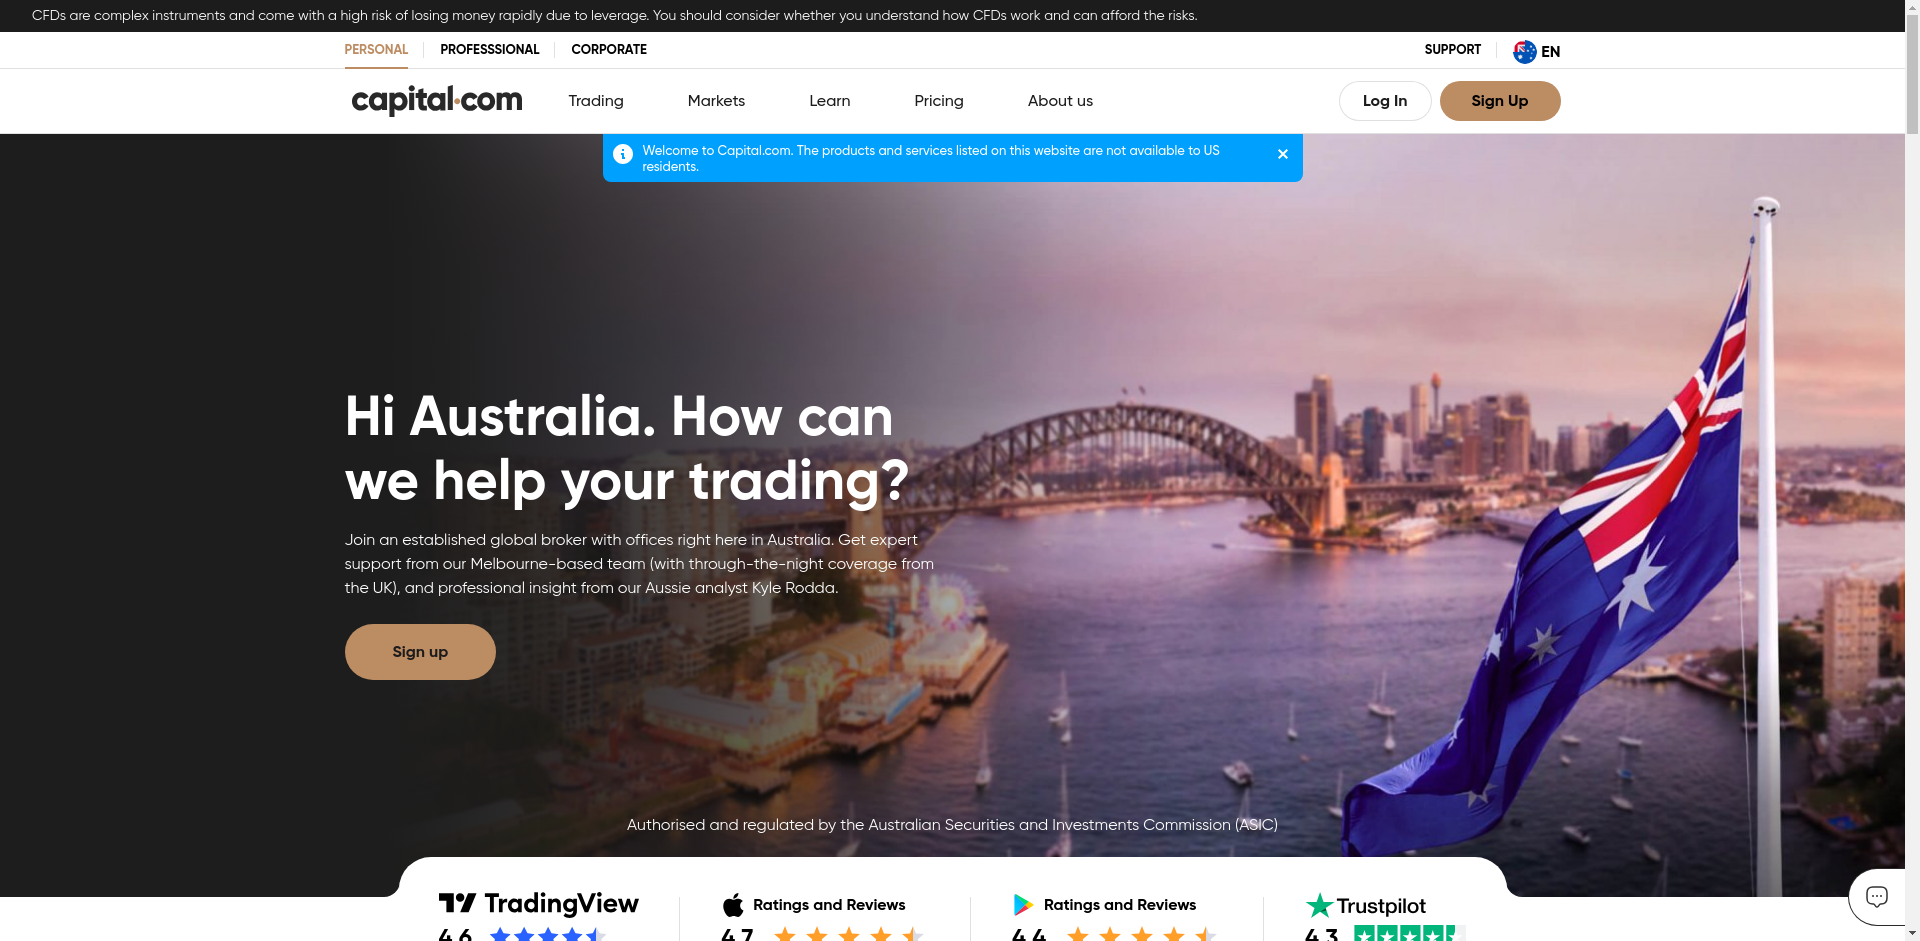 CFDs are complex instruments and come with a high risk of losing money rapidly due to leverage. You should consider whether you understand how CFDs work and can afford the risks.
PERSONAL
PROFESSSIONAL
CORPORATE
SUPPORT
EN
capital.com
Trading
Markets
Learn
Pricing
About us
Log In
Sign Up
Welcome to Capital.com. The products and services listed on this website are not available to US
residents.
Hi Australia. How can
we help your trading?
Join an established global broker with offices right here in Australia. Get expert
support from our Melbourne-based team (with through-the-night coverage from
the UK), and professional insight from our Aussie analyst Kyle Rodda.
Sign up
Authorised and regulated by the Australian Securities and Investments Commission (ASIC)
TradingView
Ratings and Reviews
Ratings and Reviews
Trustpilot
4.6
4.7
4.4
4.3